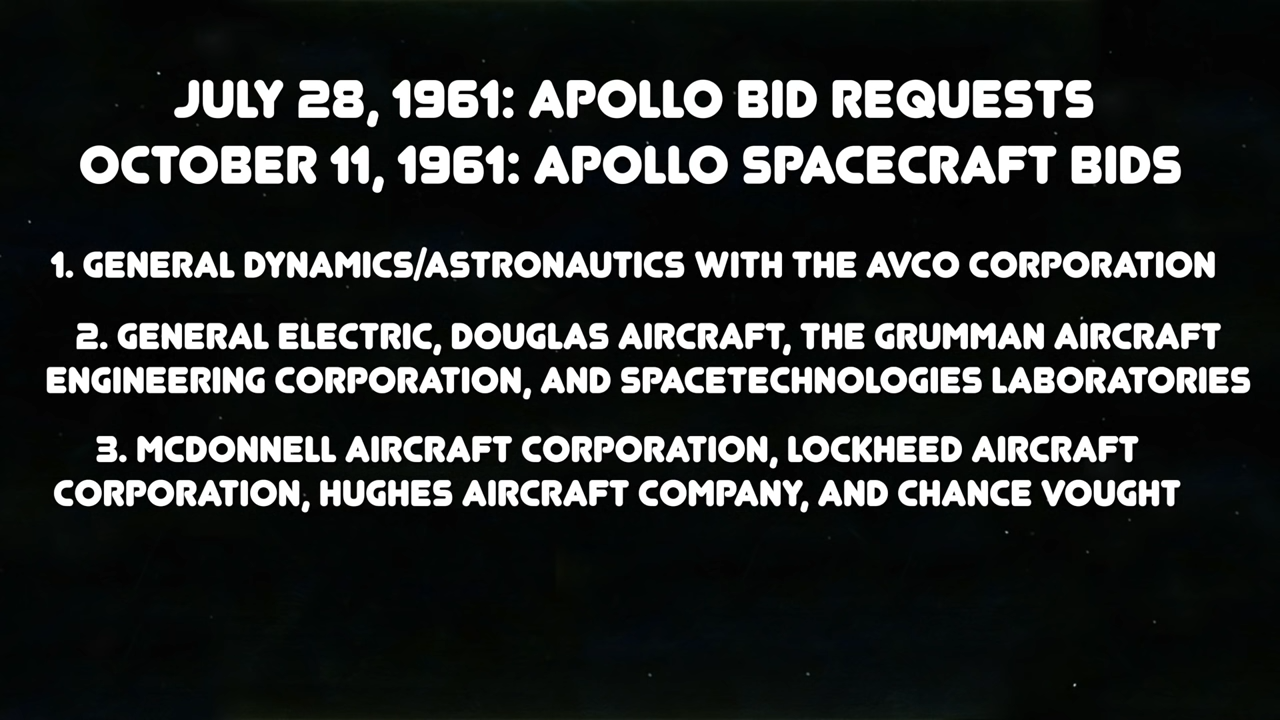 JULY 28, 1961: APOLLO BID REQUESTS
OCTOBER 11, 1961: APOLLO SPACECRAFT BIDS
1. GENERAL DYNAMICS/ASTRONAUTICS WITH THE AVCO CORPORATION
2. GENERAL ELECTRIC, DOUGLAS AIRCRAFT, THE GRUMMAN AIRCRAFT
ENGINEERING CORPORATION, AND SPACETECHNOLOGIES LABORATORIES
3. MCDONNELL AIRCRAFT CORPORATION, LOCKHEED AIRCRAFT
CORPORATION, HUGHES AIRCRAFT COMPANY, AND CHANCE VOUGHT